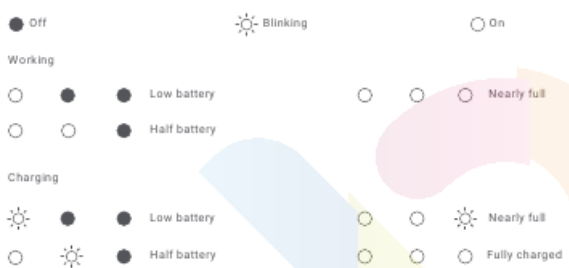 Off Blinking On
Working
Low battery Nearly full
Half battery
Charging
Low battery Nearly full
Half battery Fully charged